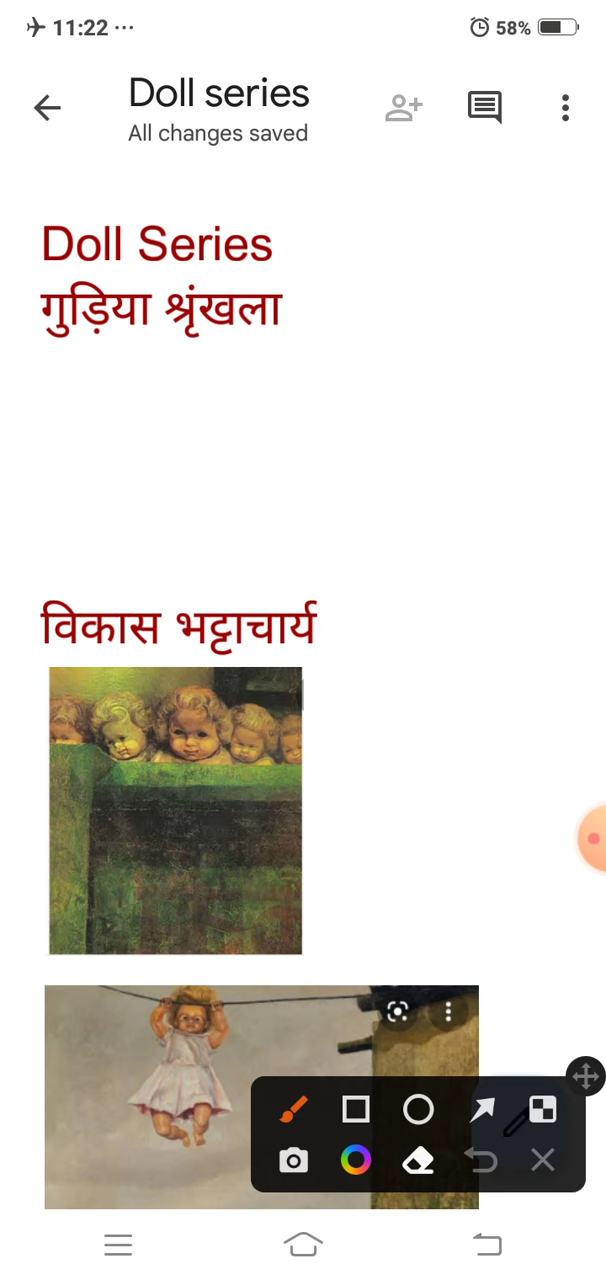 11:22 ...
58%
Doll series
All changes saved
Doll Series
गुड़िया श्रृंखला
विकास भट्टाचार्य